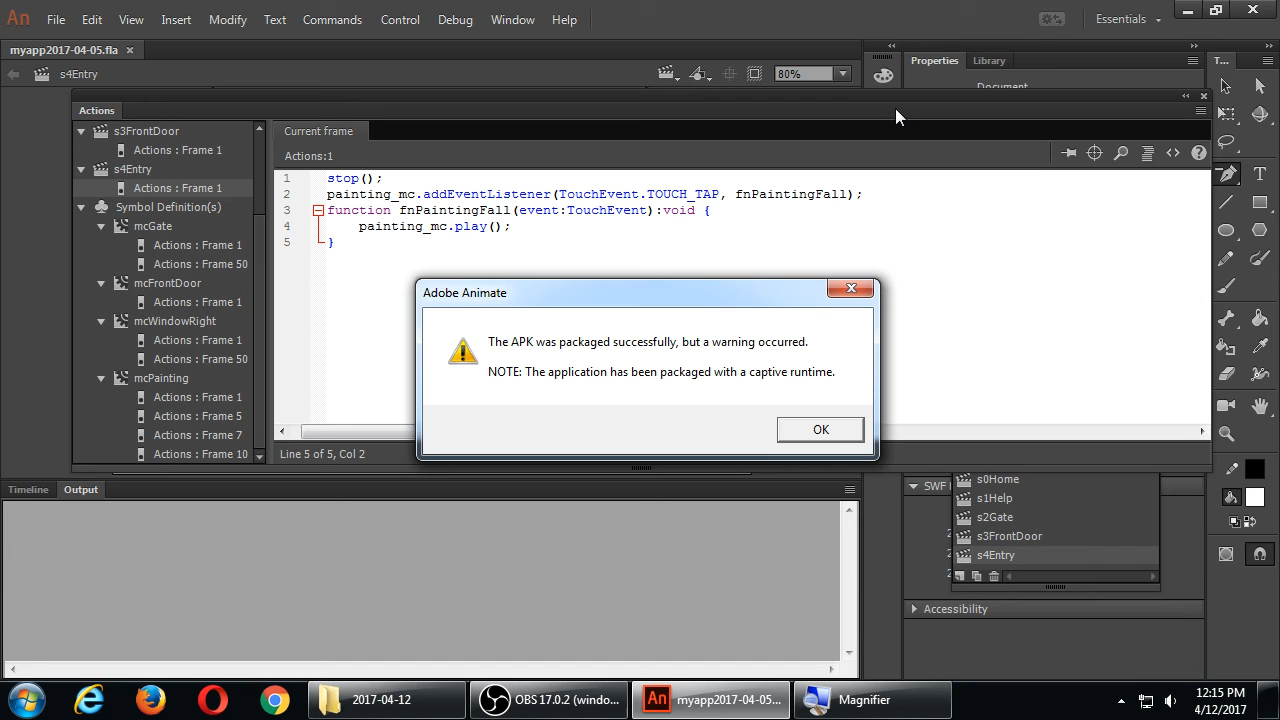 An File Edit View Insert Modify Text Commands Control Debug Window Help Essentials
myapp2017-04-05.fla ×
s4Entry 80%
Properties Library T...
Document
Actions
s3FrontDoor
Actions : Frame 1
s4Entry
Actions : Frame 1
Symbol Definition(s)
mcGate
Actions : Frame 1
Actions : Frame 50
mcFrontDoor
Actions : Frame 1
mcWindowRight
Actions : Frame 1
Actions : Frame 50
mcPainting
Actions : Frame 1
Actions : Frame 5
Actions : Frame 7
Actions : Frame 10
Current frame
Actions:1
1 stop();
2 painting_mc.addEventListener(TouchEvent.TOUCH_TAP, fnPaintingFall);
3 function fnPaintingFall(event:TouchEvent):void {
4 painting_mc.play();
5 }
Line 5 of 5, Col 2
Adobe Animate
The APK was packaged successfully, but a warning occurred.
NOTE: The application has been packaged with a captive runtime.
OK
Timeline Output
SWF
s0Home
s1Help
s2Gate
s3FrontDoor
s4Entry
Accessibility
2017-04-12
OBS 17.0.2 (windo...
An myapp2017-04-05...
Magnifier
12:15 PM
4/12/2017